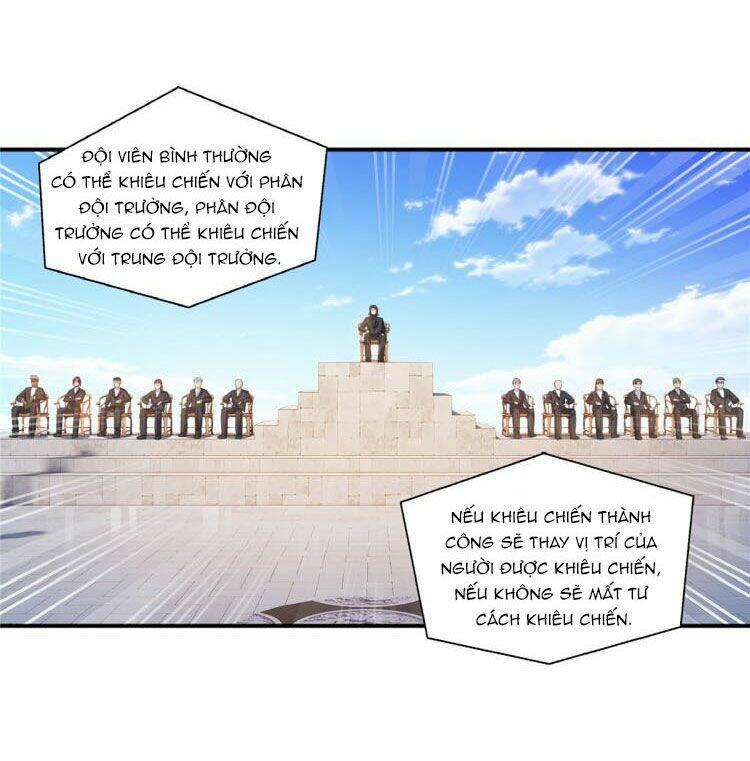 ĐỘI VIÊN BÌNH THƯỜNG
CÓ THỂ KHIÊU CHIẾN VỚI PHÂN
ĐỘI TRƯỞNG, PHÂN ĐỘI
TRƯỞNG CÓ THỂ KHIÊU CHIẾN
VỚI TRUNG ĐỘI TRƯỜNG.
NẾU KHIÊU CHIẾN THÀNH
CÔNG SẼ THAY VỊ TRÍ CỦA
NGƯỜI ĐƯỢC KHIÊU CHIẾN,
NẾU KHÔNG SẼ MẤT TƯ
CÁCH KHIÊU CHIẾN.